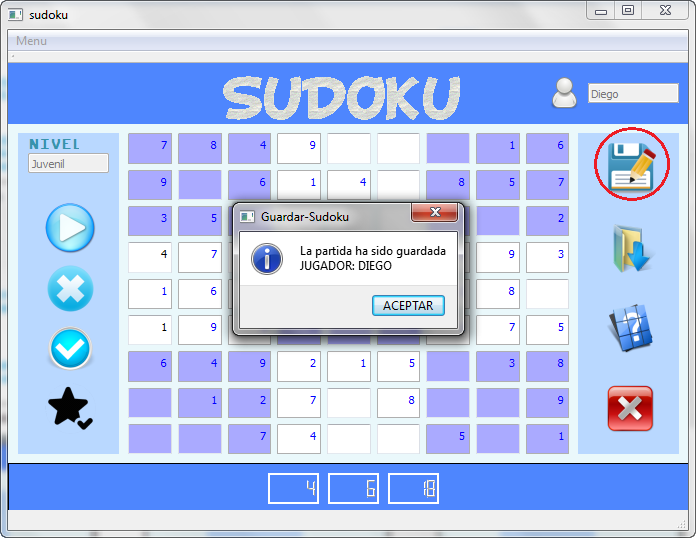 sudoku
Menu
SUDOKU
Diego
NIVEL
Juvenil
7 8 4 9 1 6
9 6 1 4 8 5 7
3 5 2
4 7 9 3
1 6 8
1 9 7 5
6 4 9 2 1 5 3 8
1 2 7 8 9
7 4 5 1
Guardar-Sudoku
La partida ha sido guardada
JUGADOR: DIEGO
ACEPTAR
4 6 18